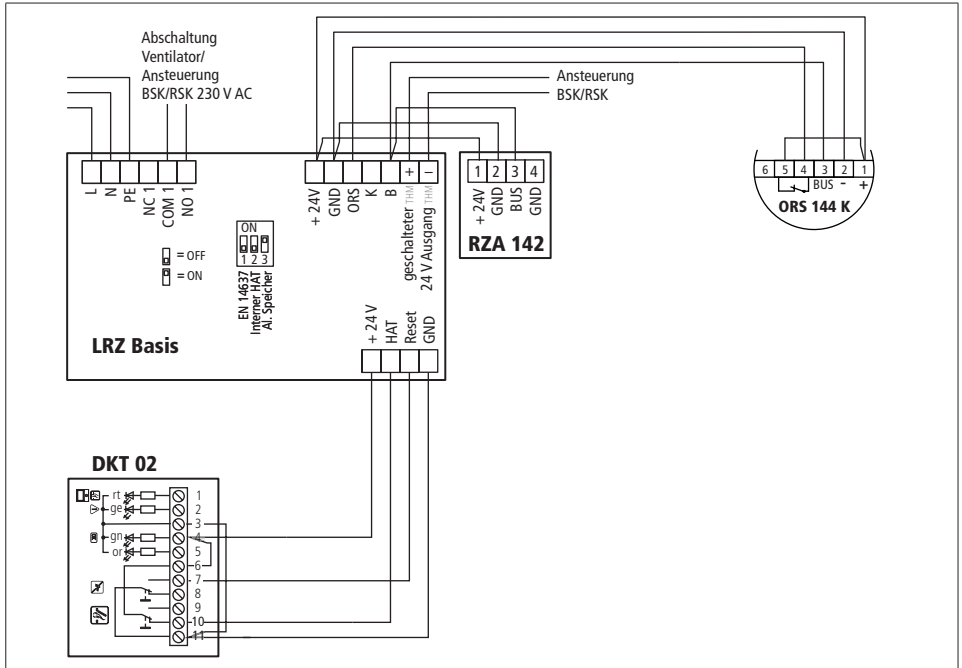 Abschaltung
Ventilator/
Ansteuerung
BSK/RSK 230 V AC
Ansteuerung
BSK/RSK
L
N
PE
NC 1
COM 1
NO 1
+ 24V
GND
ORS
K
B
+
–
geschalteter THM
24 V Ausgang THM
= OFF
= ON
ON
1 2 3
EN 14637
Interner HAT
Al. Speicher
LRZ Basis
+ 24 V
HAT
Reset
GND
1 2 3 4
+ 24V
GND
BUS
GND
RZA 142
6 5 4 3 2 1
BUS - +
ORS 144 K
DKT 02
rt 1
ge 2
3
gn 4
or 5
6
7
8
9
10
11